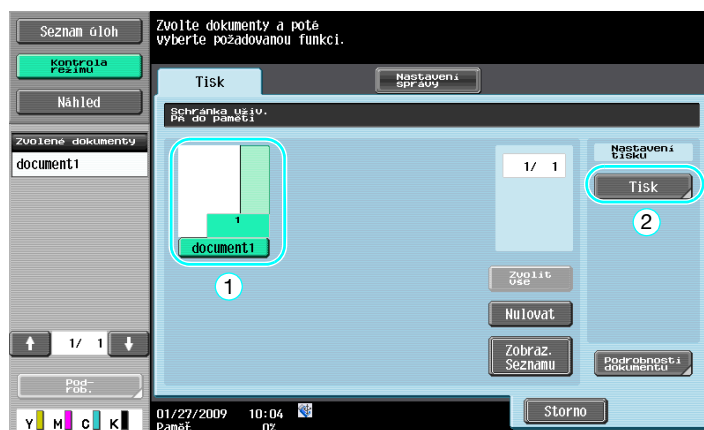 Seznam úloh
Kontrola
režimu
Náhled
Zvolené dokumenty
document1
1/ 1
Pod-
rob.
Y M C K
Zvolte dokumenty a poté
vyberte požadovanou funkci.
Tisk
Nastavení
správy
Schránka uživ.
PA do paměti
1
document1
1
1/ 1
Zvolit
vše
Nulovat
Zobraz.
Seznamu
Nastavení
tisku
Tisk
2
Podrobnosti
dokumentu
01/27/2009 10:04
Paměť 0%
Storno